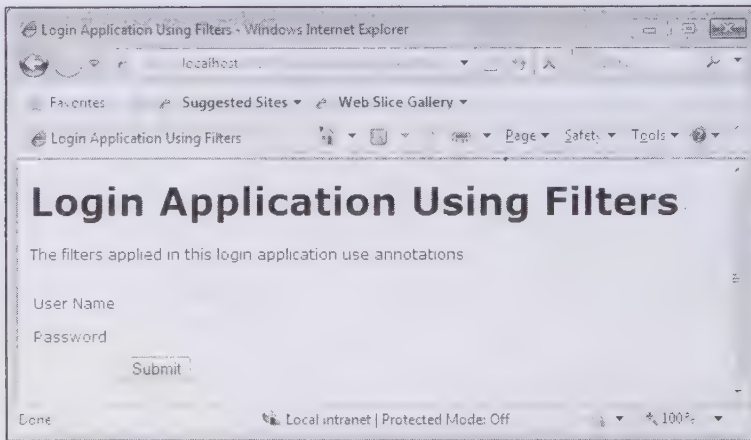 Login Application Using Filters - Windows Internet Explorer
localhost
Favorites Suggested Sites Web Slice Gallery
Login Application Using Filters Page Safety Tools
Login Application Using Filters
The filters applied in this login application use annotations
User Name
Password
Submit
Done Local intranet | Protected Mode: Off 100%